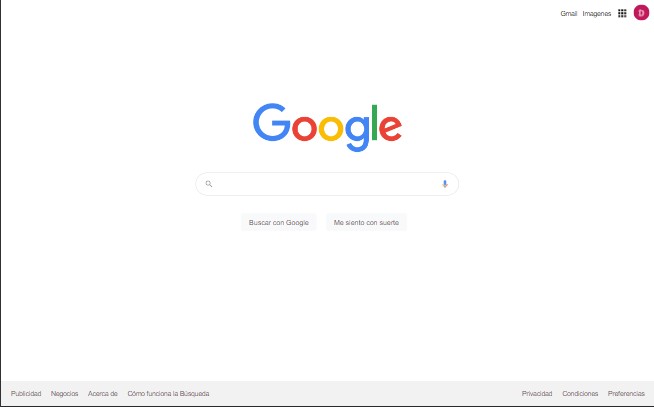 Gmail Imagenes D
Google
Buscar con Google Me siento con suerte
Publicidad Negocios Acerca de Cómo funciona la Búsqueda Privacidad Condiciones Preferencias